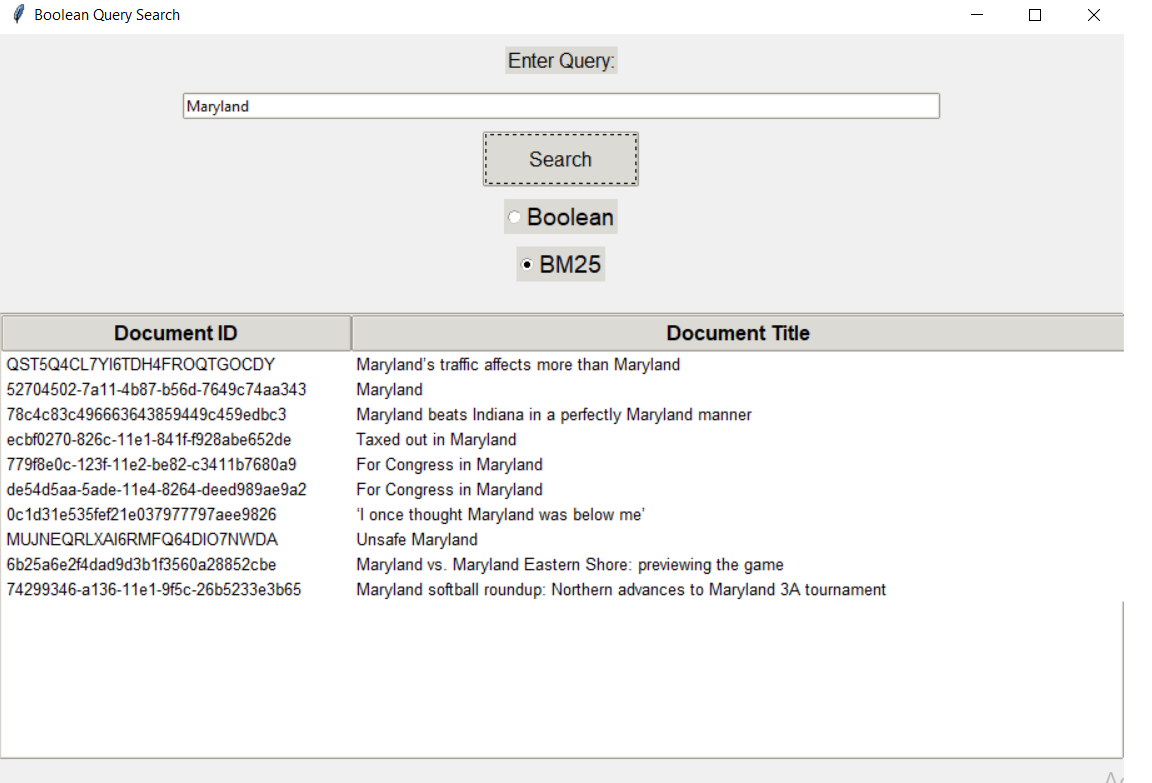 Boolean Query Search
Enter Query:
Maryland
Search
Boolean
BM25
Document ID Document Title
QST5Q4CL7YI6TDH4FROQTGOCDY Maryland’s traffic affects more than Maryland
52704502-7a11-4b87-b56d-7649c74aa343 Maryland
78c4c83c496663643859449c459edbc3 Maryland beats Indiana in a perfectly Maryland manner
ecbf0270-826c-11e1-841f-f928abe652de Taxed out in Maryland
779f8e0c-123f-11e2-be82-c3411b7680a9 For Congress in Maryland
de54d5aa-5ade-11e4-8264-deed989ae9a2 For Congress in Maryland
0c1d31e535fef21e037977797aee9826 ‘I once thought Maryland was below me’
MUJNEQRLXAI6RMFQ64DIO7NWDA Unsafe Maryland
6b25a6e2f4dad9d3b1f3560a28852cbe Maryland vs. Maryland Eastern Shore: previewing the game
74299346-a136-11e1-9f5c-26b5233e3b65 Maryland softball roundup: Northern advances to Maryland 3A tournament